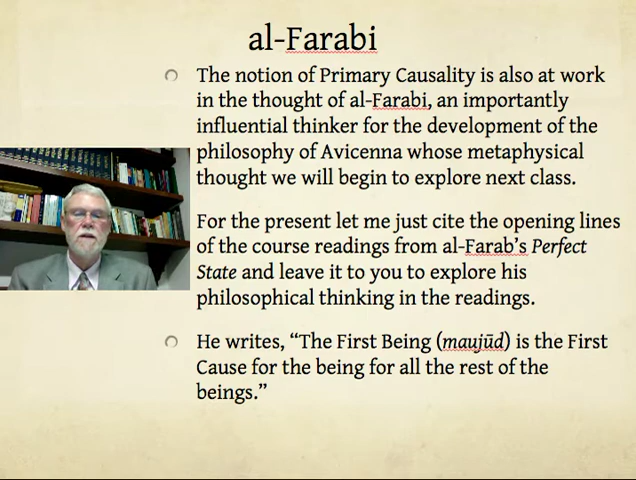 al-Farabi
The notion of Primary Causality is also at work
in the thought of al-Farabi, an importantly
influential thinker for the development of the
philosophy of Avicenna whose metaphysical
thought we will begin to explore next class.
For the present let me just cite the opening lines
of the course readings from al-Farab’s Perfect
State and leave it to you to explore his
philosophical thinking in the readings.
He writes, “The First Being (maujūd) is the First
Cause for the being for all the rest of the
beings.”